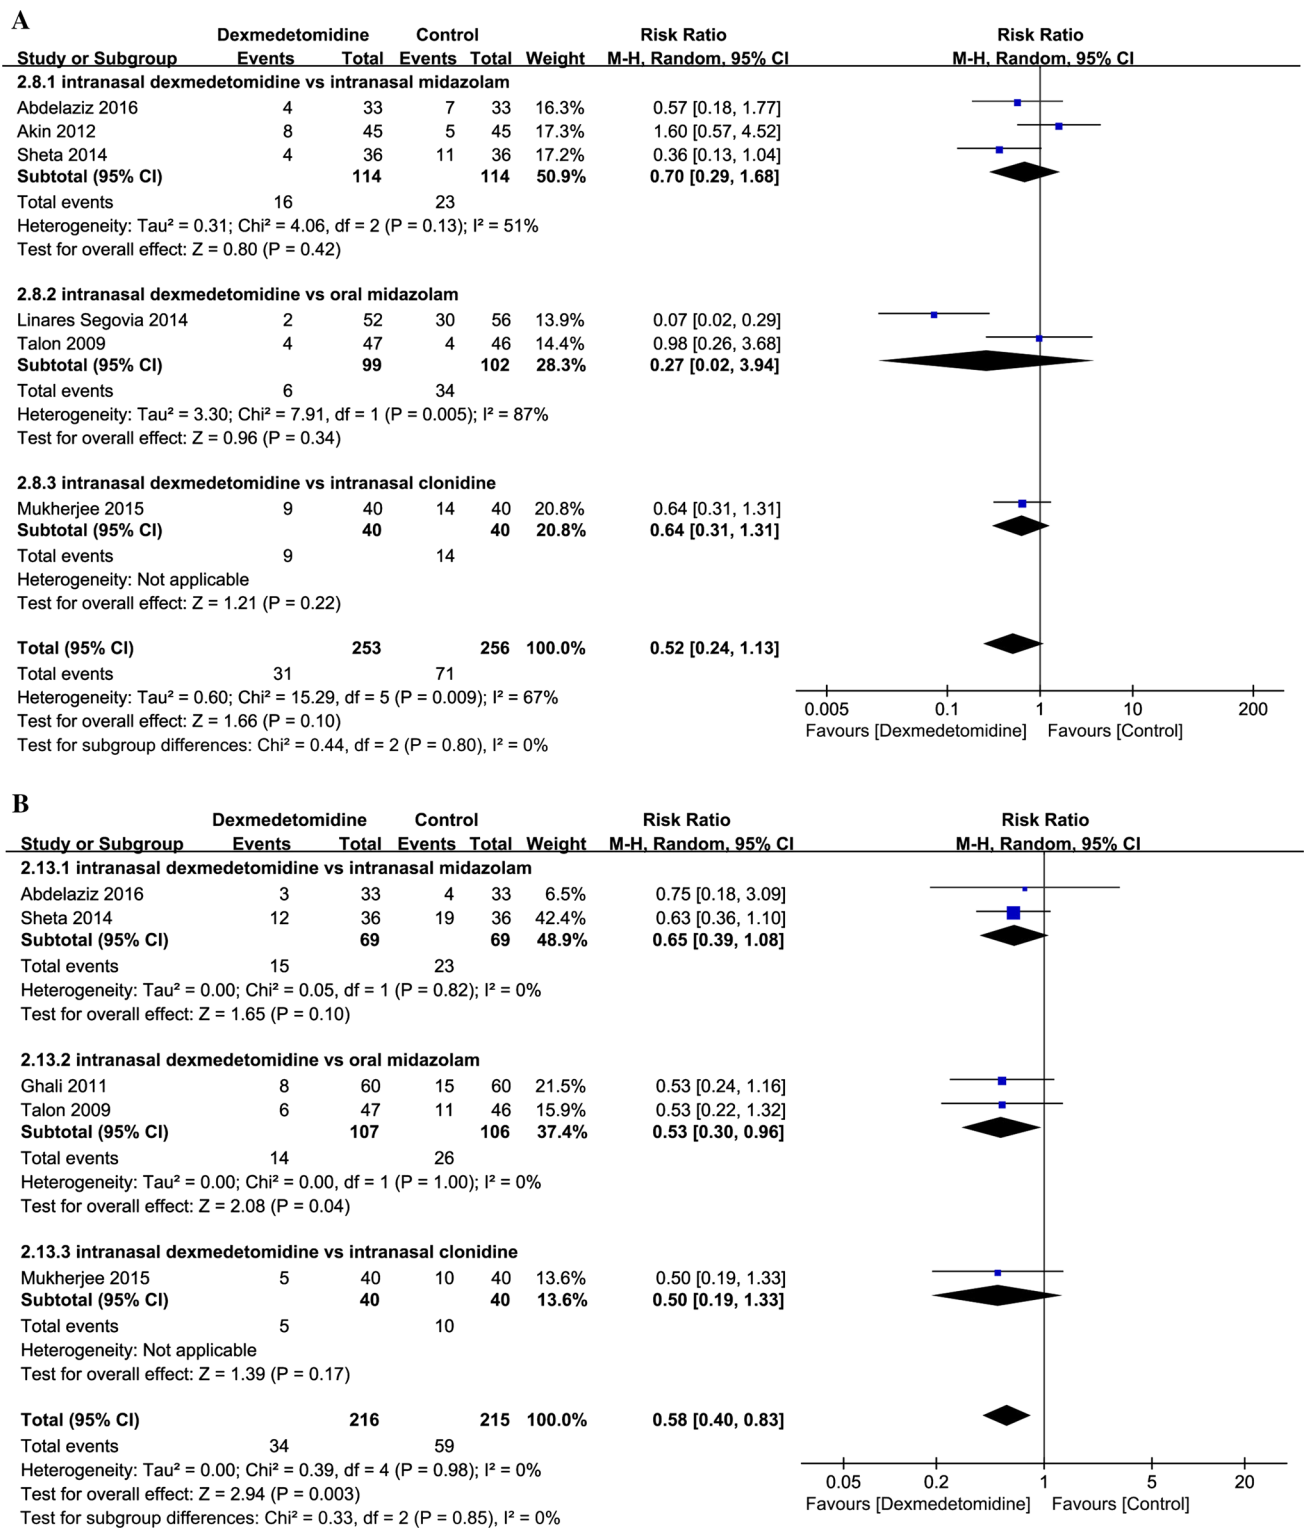 A
Dexmedetomidine Control Risk Ratio Risk Ratio
Study or Subgroup Events Total Events Total Weight M-H, Random, 95% CI M-H, Random, 95% CI
2.8.1 intranasal dexmedetomidine vs intranasal midazolam
Abdelaziz 2016 4 33 7 33 16.3% 0.57 [0.18, 1.77]
Akin 2012 8 45 5 45 17.3% 1.60 [0.57, 4.52]
Sheta 2014 4 36 11 36 17.2% 0.36 [0.13, 1.04]
Subtotal (95% CI) 114 114 50.9% 0.70 [0.29, 1.68]
Total events 16 23
Heterogeneity: Tau² = 0.31; Chi² = 4.06, df = 2 (P = 0.13); I² = 51%
Test for overall effect: Z = 0.80 (P = 0.42)
2.8.2 intranasal dexmedetomidine vs oral midazolam
Linares Segovia 2014 2 52 30 56 13.9% 0.07 [0.02, 0.29]
Talon 2009 4 47 4 46 14.4% 0.98 [0.26, 3.68]
Subtotal (95% CI) 99 102 28.3% 0.27 [0.02, 3.94]
Total events 6 34
Heterogeneity: Tau² = 3.30; Chi² = 7.91, df = 1 (P = 0.005); I² = 87%
Test for overall effect: Z = 0.96 (P = 0.34)
2.8.3 intranasal dexmedetomidine vs intranasal clonidine
Mukherjee 2015 9 40 14 40 20.8% 0.64 [0.31, 1.31]
Subtotal (95% CI) 40 40 20.8% 0.64 [0.31, 1.31]
Total events 9 14
Heterogeneity: Not applicable
Test for overall effect: Z = 1.21 (P = 0.22)
Total (95% CI) 253 256 100.0% 0.52 [0.24, 1.13]
Total events 31 71
Heterogeneity: Tau² = 0.60; Chi² = 15.29, df = 5 (P = 0.009); I² = 67%
Test for overall effect: Z = 1.66 (P = 0.10)
Test for subgroup differences: Chi² = 0.44, df = 2 (P = 0.80), I² = 0%
0.005 0.1 1 10 200
Favours [Dexmedetomidine] Favours [Control]
B
Dexmedetomidine Control Risk Ratio Risk Ratio
Study or Subgroup Events Total Events Total Weight M-H, Random, 95% CI M-H, Random, 95% CI
2.13.1 intranasal dexmedetomidine vs intranasal midazolam
Abdelaziz 2016 3 33 4 33 6.5% 0.75 [0.18, 3.09]
Sheta 2014 12 36 19 36 42.4% 0.63 [0.36, 1.10]
Subtotal (95% CI) 69 69 48.9% 0.65 [0.39, 1.08]
Total events 15 23
Heterogeneity: Tau² = 0.00; Chi² = 0.05, df = 1 (P = 0.82); I² = 0%
Test for overall effect: Z = 1.65 (P = 0.10)
2.13.2 intranasal dexmedetomidine vs oral midazolam
Ghali 2011 8 60 15 60 21.5% 0.53 [0.24, 1.16]
Talon 2009 6 47 11 46 15.9% 0.53 [0.22, 1.32]
Subtotal (95% CI) 107 106 37.4% 0.53 [0.30, 0.96]
Total events 14 26
Heterogeneity: Tau² = 0.00; Chi² = 0.00, df = 1 (P = 1.00); I² = 0%
Test for overall effect: Z = 2.08 (P = 0.04)
2.13.3 intranasal dexmedetomidine vs intranasal clonidine
Mukherjee 2015 5 40 10 40 13.6% 0.50 [0.19, 1.33]
Subtotal (95% CI) 40 40 13.6% 0.50 [0.19, 1.33]
Total events 5 10
Heterogeneity: Not applicable
Test for overall effect: Z = 1.39 (P = 0.17)
Total (95% CI) 216 215 100.0% 0.58 [0.40, 0.83]
Total events 34 59
Heterogeneity: Tau² = 0.00; Chi² = 0.39, df = 4 (P = 0.98); I² = 0%
Test for overall effect: Z = 2.94 (P = 0.003)
Test for subgroup differences: Chi² = 0.33, df = 2 (P = 0.85), I² = 0%
0.05 0.2 1 5 20
Favours [Dexmedetomidine] Favours [Control]